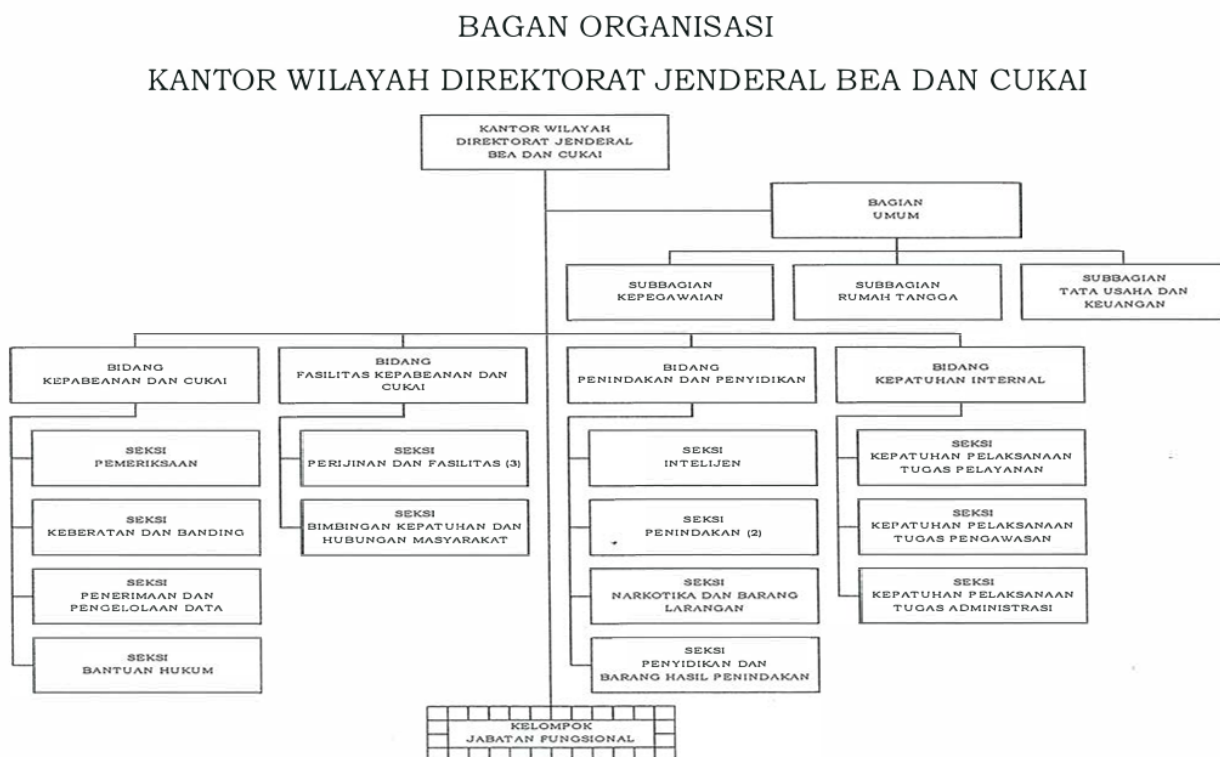 BAGAN ORGANISASI
KANTOR WILAYAH DIREKTORAT JENDERAL BEA DAN CUKAI
KANTOR WILAYAH
DIREKTORAT JENDERAL
BEA DAN CUKAI
BAGIAN
UMUM
SUBBAGIAN
KEPEGAWAIAN
SUBBAGIAN
RUMAH TANGGA
SUBBAGIAN
TATA USAHA DAN
KEUANGAN
BIDANG
KEPABEANAN DAN CUKAI
BIDANG
FASILITAS KEPABEANAN DAN
CUKAI
BIDANG
PENINDAKAN DAN PENYIDIKAN
BIDANG
KEPATUHAN INTERNAL
SEKSI
PEMERIKSAAN
SEKSI
KEBERATAN DAN BANDING
SEKSI
PENERIMAAN DAN
PENGELOLAAN DATA
SEKSI
BANTUAN HUKUM
SEKSI
PERIJINAN DAN FASILITAS (3)
SEKSI
BIMBINGAN KEPATUHAN DAN
HUBUNGAN MASYARAKAT
SEKSI
INTELIJEN
SEKSI
PENINDAKAN (2)
SEKSI
NARKOTIKA DAN BARANG
LARANGAN
SEKSI
PENYIDIKAN DAN
BARANG HASIL PENINDAKAN
SEKSI
KEPATUHAN PELAKSANAAN
TUGAS PELAYANAN
SEKSI
KEPATUHAN PELAKSANAAN
TUGAS PENGAWASAN
SEKSI
KEPATUHAN PELAKSANAAN
TUGAS ADMINISTRASI
KELOMPOK
JABATAN FUNGSIONAL